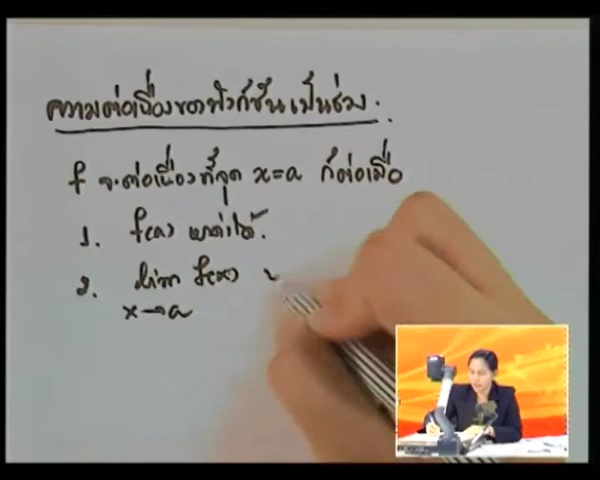 ความต่อเนื่องของฟังก์ชันเป็นช่วง.
f จะต่อเนื่องที่จุด x=a ก็ต่อเมื่อ
1. f(a) หาค่าได้.
2. lim f(x)
x→a